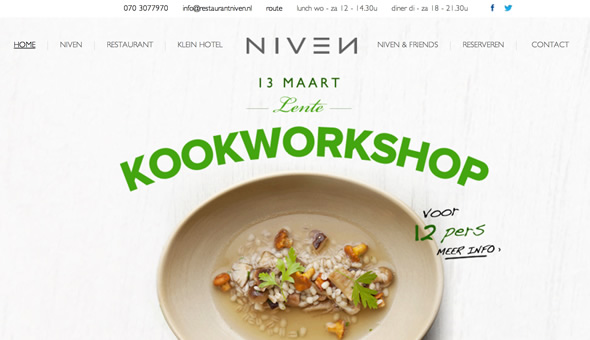 070 3077970 info@restaurantniven.nl route lunch wo - za 12 - 14.30u diner di - za 18 - 21.30u
HOME NIVEN RESTAURANT KLEIN HOTEL NIVEN NIVEN & FRIENDS RESERVEREN CONTACT
13 MAART
Lente
KOOKWORKSHOP
voor
12 pers
MEER INFO >